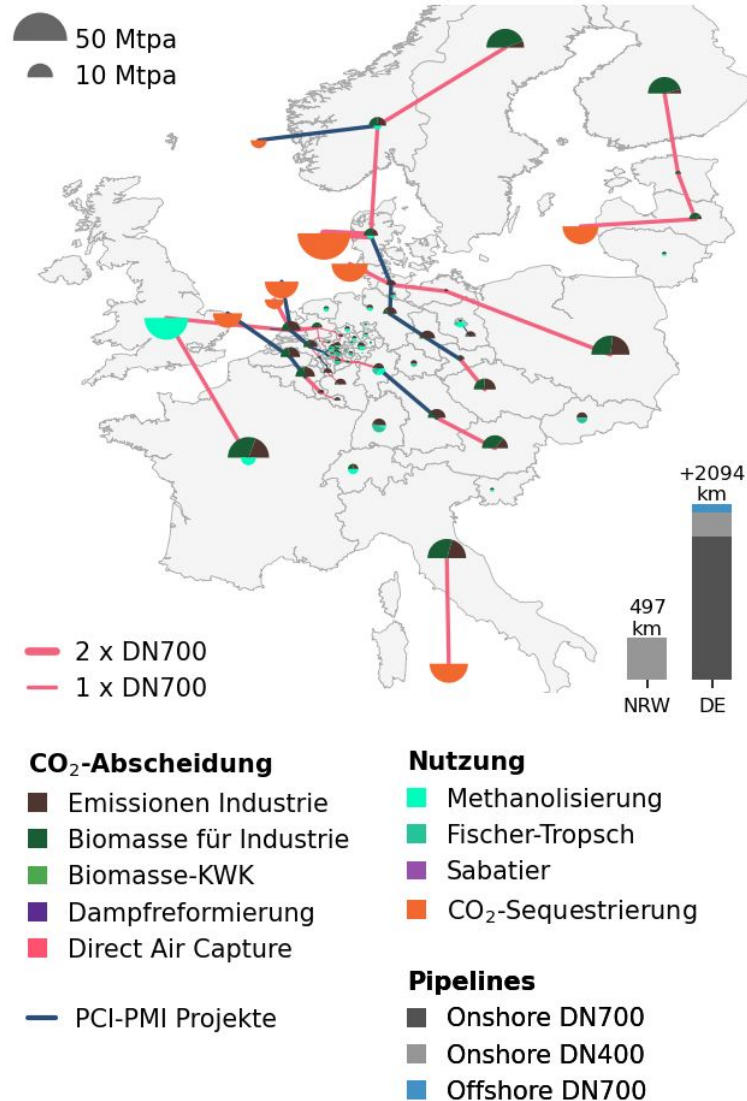 50 Mtpa
10 Mtpa
+2094
km
497
km
NRW
DE
2 x DN700
1 x DN700
CO₂-Abscheidung
Emissionen Industrie
Biomasse für Industrie
Biomasse-KWK
Dampfreformierung
Direct Air Capture
PCI-PMI Projekte
Nutzung
Methanolisierung
Fischer-Tropsch
Sabatier
CO₂-Sequestrierung
Pipelines
Onshore DN700
Onshore DN400
Offshore DN700